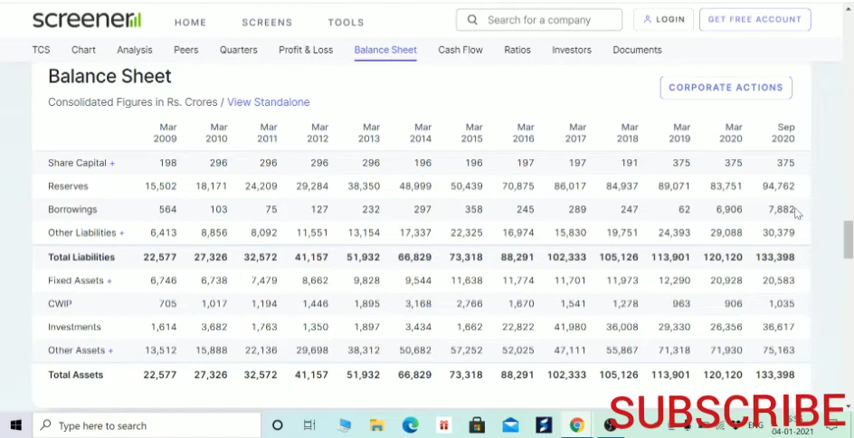 screener
HOME SCREENS TOOLS
Search for a company
LOGIN
GET FREE ACCOUNT
TCS Chart Analysis Peers Quarters Profit & Loss Balance Sheet Cash Flow Ratios Investors Documents
Balance Sheet
CORPORATE ACTIONS
Consolidated Figures in Rs. Crores / View Standalone
Mar Mar Mar Mar Mar Mar Mar Mar Mar Mar Mar Mar Sep
2009 2010 2011 2012 2013 2014 2015 2016 2017 2018 2019 2020 2020
Share Capital + 198 296 296 296 296 196 196 197 197 191 375 375 375
Reserves 15,502 18,171 24,209 29,284 38,350 48,999 50,439 70,875 86,017 84,937 89,071 83,751 94,762
Borrowings 564 103 75 127 232 297 358 245 289 247 62 6,906 7,882
Other Liabilities + 6,413 8,856 8,092 11,551 13,154 17,337 22,325 16,974 15,830 19,751 24,393 29,088 30,379
Total Liabilities 22,577 27,326 32,572 41,157 51,932 66,829 73,318 88,291 102,333 105,126 113,901 120,120 133,398
Fixed Assets + 6,746 6,738 7,479 8,662 9,828 9,544 11,638 11,774 11,701 11,973 12,290 20,928 20,583
CWIP 705 1,017 1,194 1,446 1,895 3,168 2,766 1,670 1,541 1,278 963 906 1,035
Investments 1,614 3,682 1,763 1,350 1,897 3,434 1,662 22,822 41,980 36,008 29,330 26,356 36,617
Other Assets + 13,512 15,888 22,136 29,698 38,312 50,682 57,252 52,025 47,111 55,867 71,318 71,930 75,163
Total Assets 22,577 27,326 32,572 41,157 51,932 66,829 73,318 88,291 102,333 105,126 113,901 120,120 133,398
SUBSCRIBE
Type here to search
ENG
04-01-2021